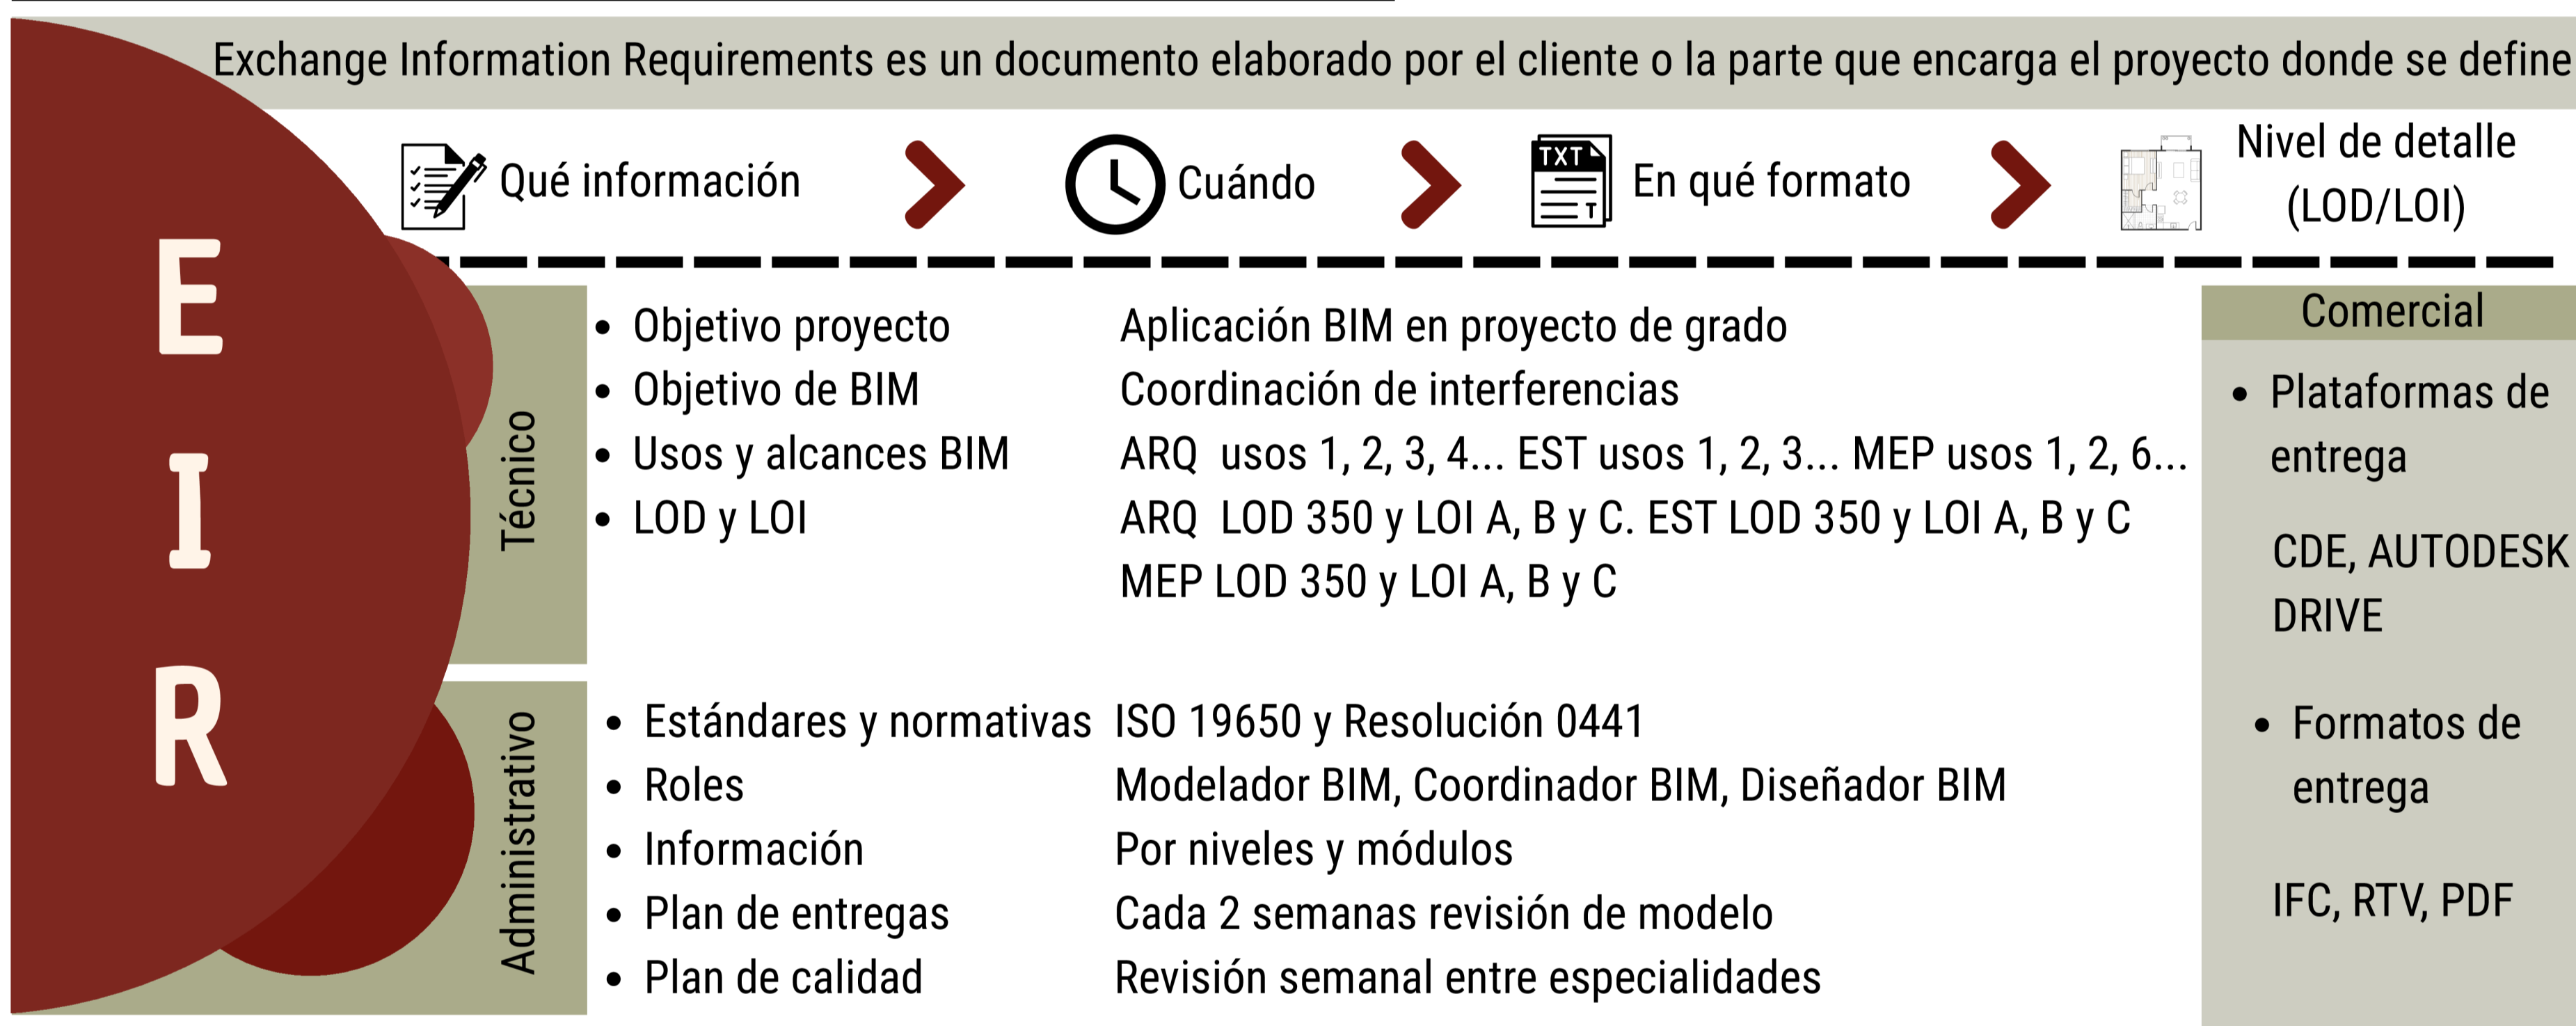 Exchange Information Requirements es un documento elaborado por el cliente o la parte que encarga el proyecto donde se define
Qué información
Cuándo
TXT
T
En qué formato
Nivel de detalle
(LOD/LOI)
E
I
R
Técnico
• Objetivo proyecto Aplicación BIM en proyecto de grado
• Objetivo de BIM Coordinación de interferencias
• Usos y alcances BIM ARQ usos 1, 2, 3, 4... EST usos 1, 2, 3... MEP usos 1, 2, 6...
• LOD y LOI ARQ LOD 350 y LOI A, B y C. EST LOD 350 y LOI A, B y C
MEP LOD 350 y LOI A, B y C
Administrativo
• Estándares y normativas ISO 19650 y Resolución 0441
• Roles Modelador BIM, Coordinador BIM, Diseñador BIM
• Información Por niveles y módulos
• Plan de entregas Cada 2 semanas revisión de modelo
• Plan de calidad Revisión semanal entre especialidades
Comercial
• Plataformas de
entrega
CDE, AUTODESK
DRIVE
• Formatos de
entrega
IFC, RTV, PDF